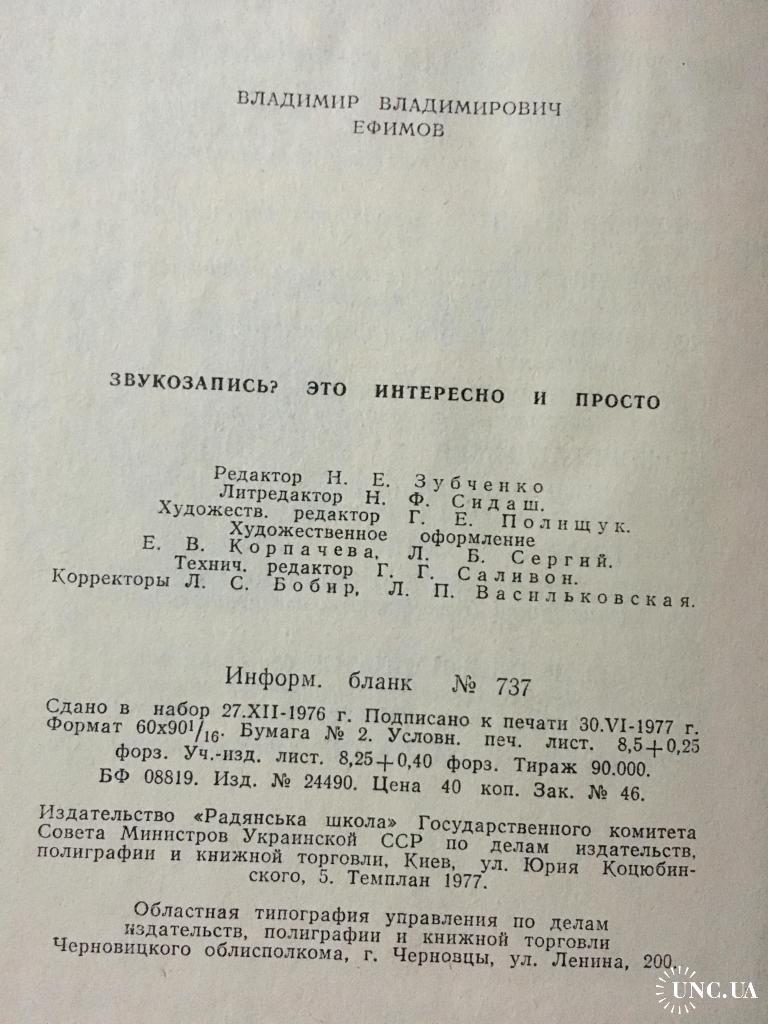 ВЛАДИМИР ВЛАДИМИРОВИЧ
ЕФИМОВ
ЗВУКОЗАПИСЬ? ЭТО ИНТЕРЕСНО И ПРОСТО
Редактор Н. Е. Зубченко
Литредактор Н. Ф. Сидаш.
Художеств. редактор Г. Е. Полищук.
Художественное оформление
Е. В. Корпачева, Л. Б. Сергий.
Технич. редактор Г. Г. Саливон.
Корректоры Л. С. Бобир, Л. П. Васильковская.
Информ. бланк № 737
Сдано в набор 27.XII-1976 г. Подписано к печати 30.VI-1977 г.
Формат 60x90¹/₁₆. Бумага № 2. Условн. печ. лист. 8,5+0,25
форз. Уч.-изд. лист. 8,25+0,40 форз. Тираж 90.000.
БФ 08819. Изд. № 24490. Цена 40 коп. Зак. № 46.
Издательство «Радянська школа» Государственного комитета
Совета Министров Украинской ССР по делам издательств,
полиграфии и книжной торговли, Киев, ул. Юрия Коцюбин-
ского, 5. Темплан 1977.
Областная типография управления по делам
издательств, полиграфии и книжной торговли
Черновицкого облисполкома, г. Черновцы, ул. Ленина, 200.
UNC.UA